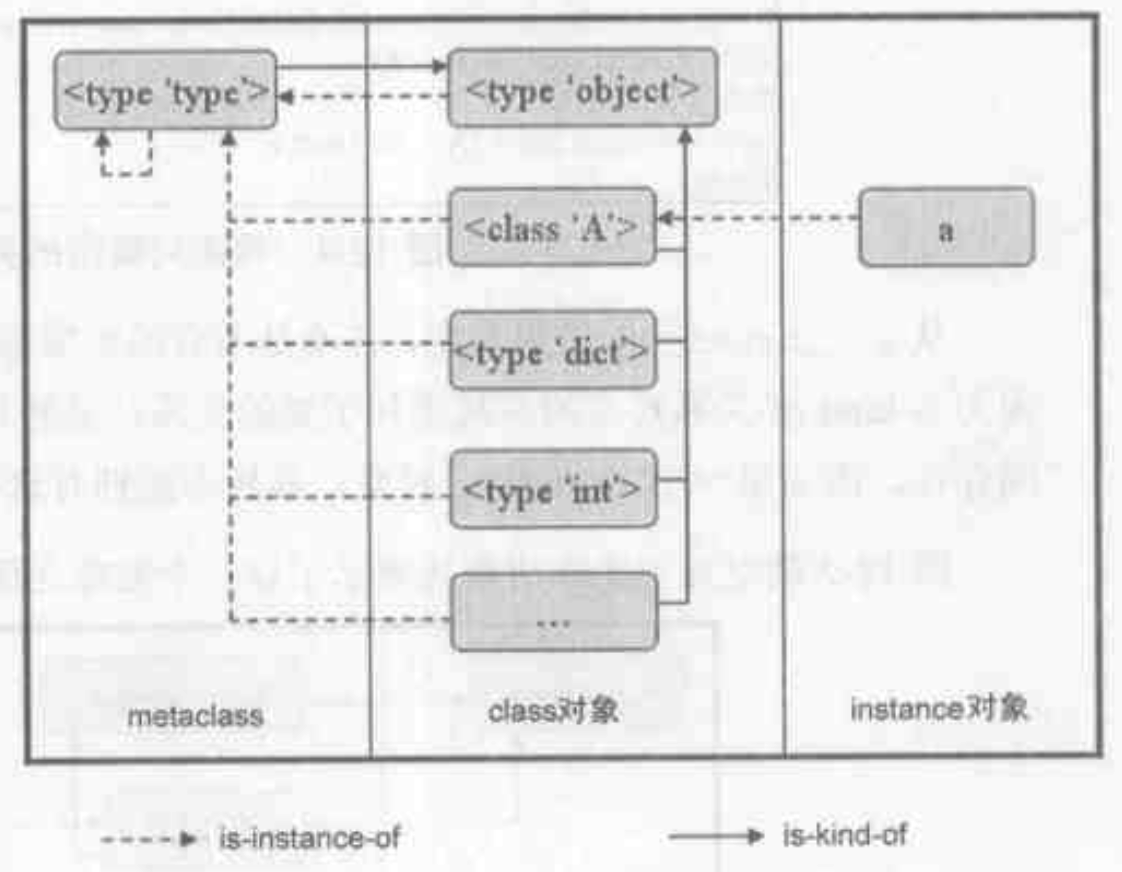 <type ‘type’>
<type ‘object’>
<class ‘A’>
a
<type ‘dict’>
<type ‘int’>
...
metaclass
class对象
instance对象
is-instance-of
is-kind-of